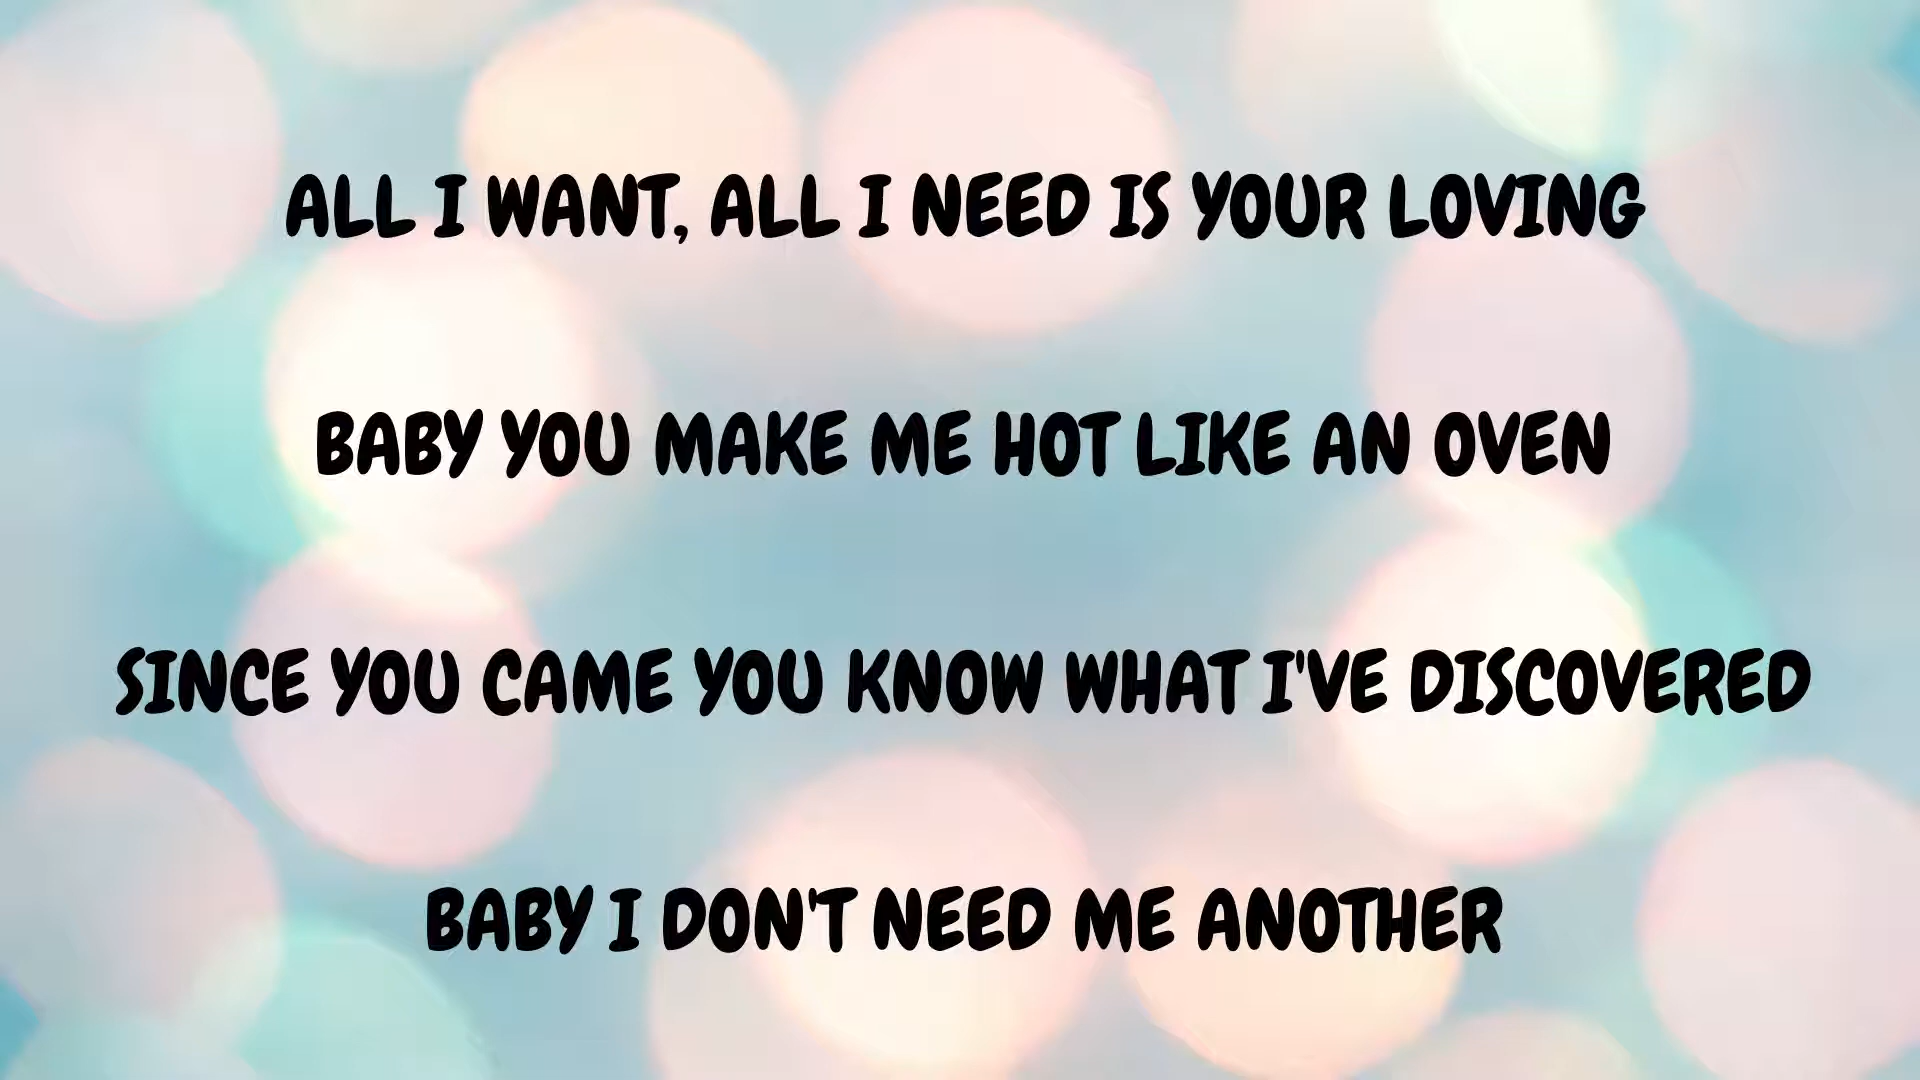 ALL I WANT, ALL I NEED IS YOUR LOVING
BABY YOU MAKE ME HOT LIKE AN OVEN
SINCE YOU CAME YOU KNOW WHAT I'VE DISCOVERED
BABY I DON'T NEED ME ANOTHER